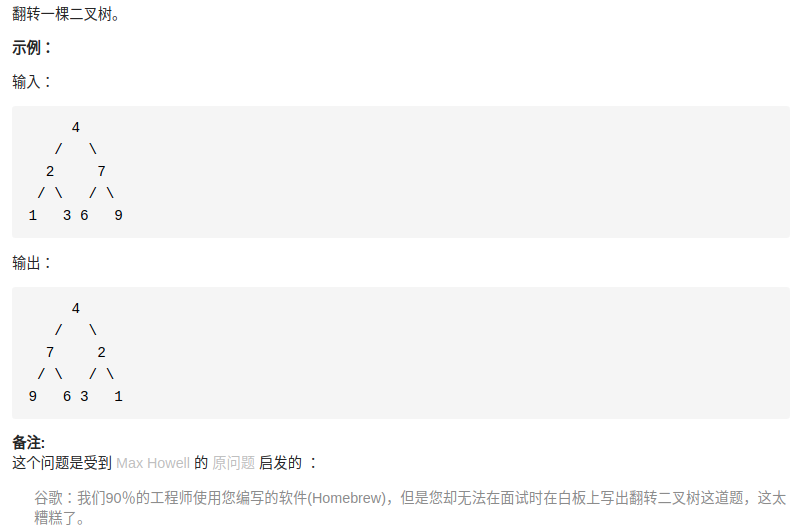 翻转一棵二叉树。
示例：
输入：
4
/ \
2 7
/ \ / \
1 3 6 9
输出：
4
/ \
7 2
/ \ / \
9 6 3 1
备注:
这个问题是受到 Max Howell 的 原问题 启发的 ：
谷歌：我们90％的工程师使用您编写的软件(Homebrew)，但是您却无法在面试时在白板上写出翻转二叉树这道题，这太
糟糕了。